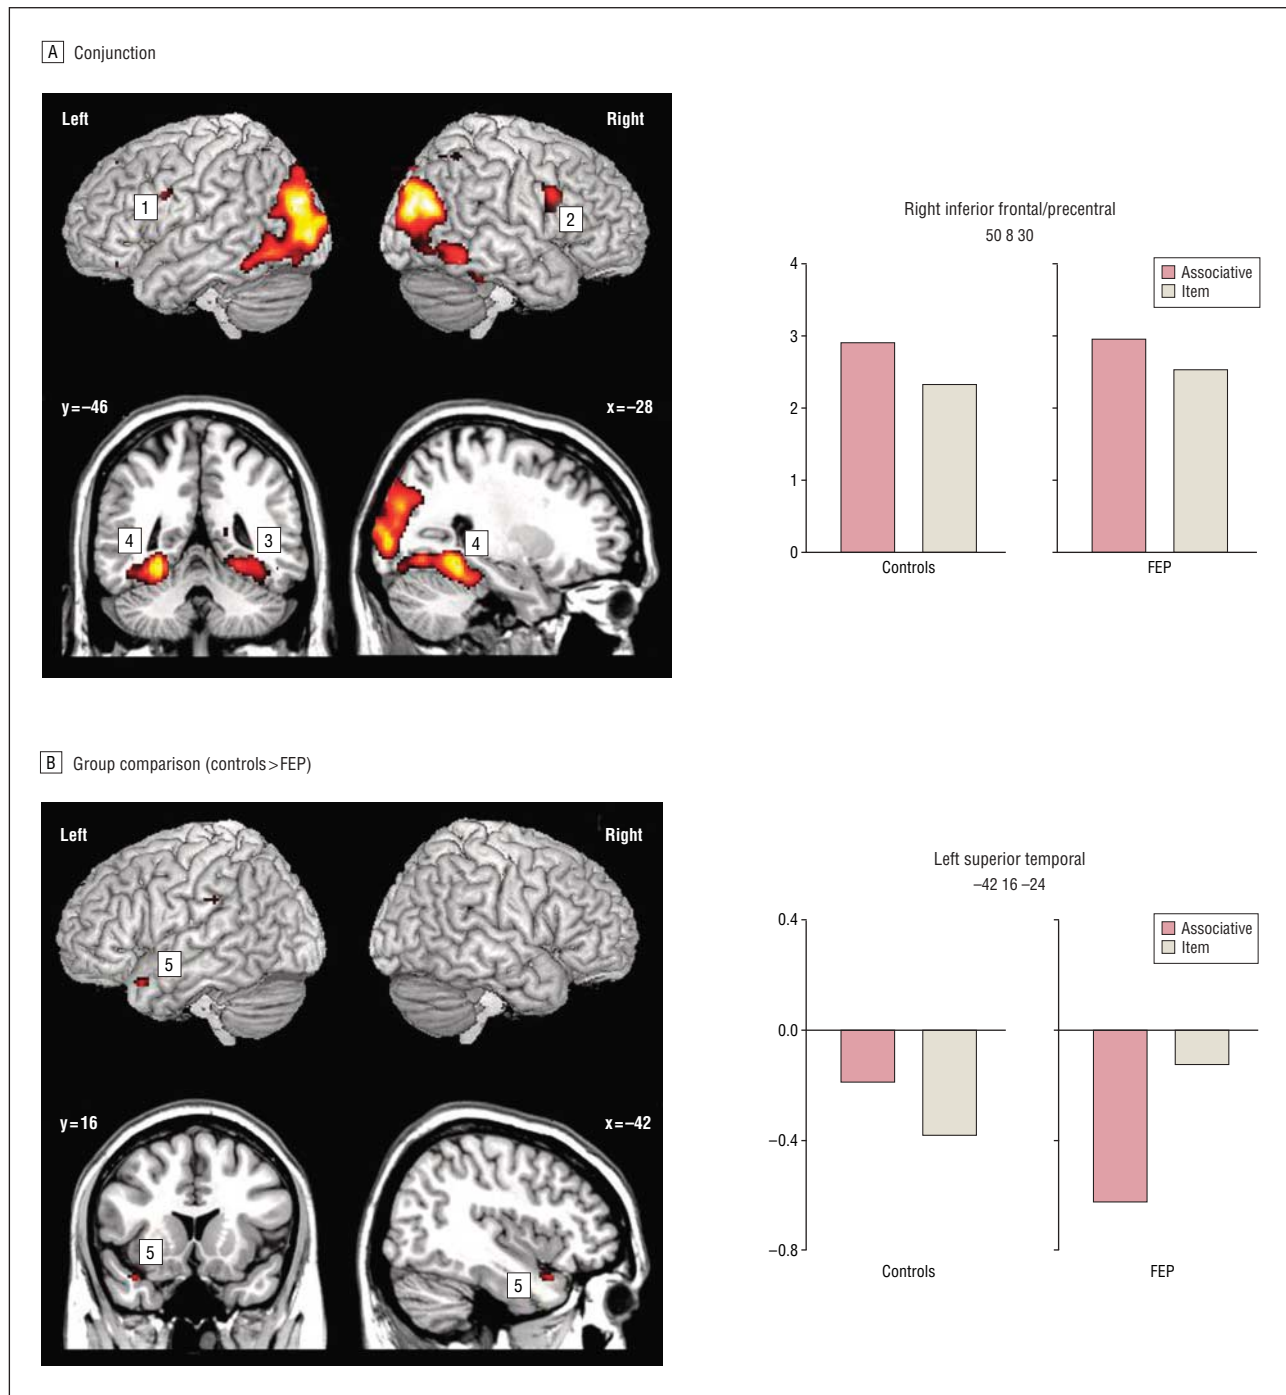 A Conjunction
Left
Right
1
2
y=–46
x=–28
4
3
4
Right inferior frontal/precentral
50 8 30
4
3
2
1
0
Associative
Item
Controls
FEP
B Group comparison (controls>FEP)
Left
Right
5
y=16
x=–42
5
5
Left superior temporal
–42 16 –24
0.4
0.0
–0.4
–0.8
Associative
Item
Controls
FEP